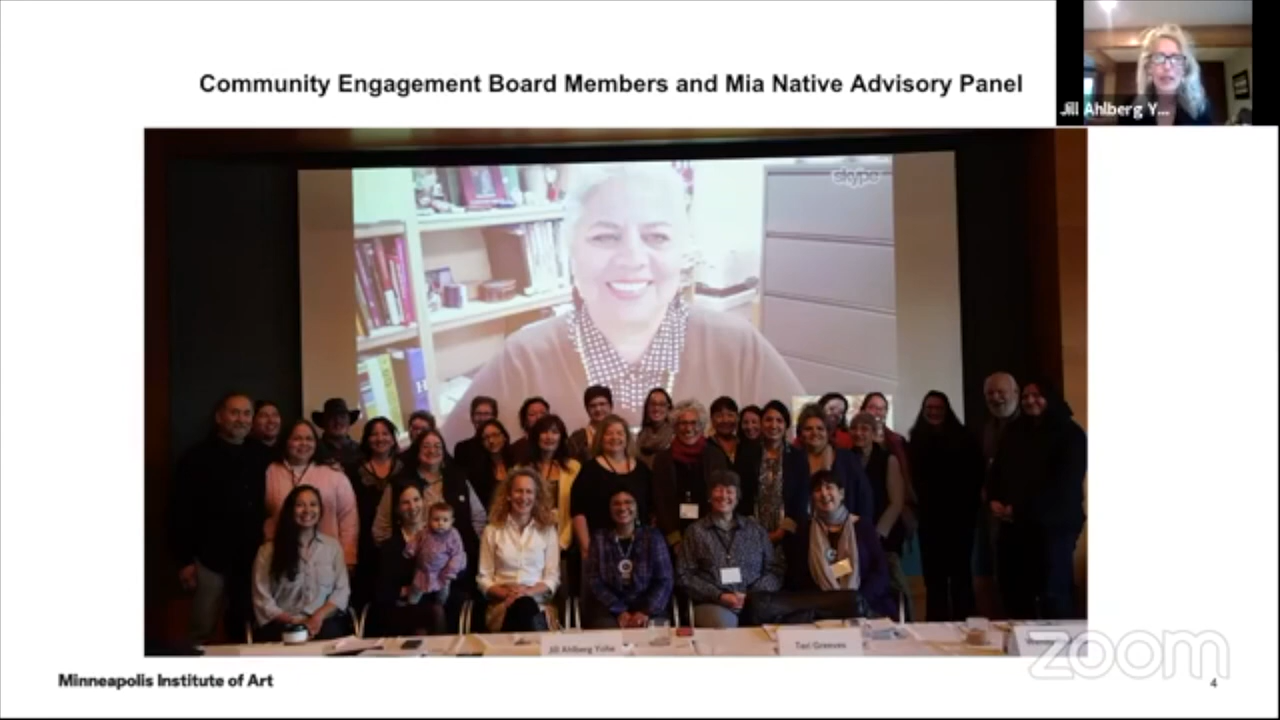 Community Engagement Board Members and Mia Native Advisory Panel
Jill Ahlberg Y...
skype
Jill Ahlberg Yohe
Teri Greeves
Minneapolis Institute of Art
zoom
4